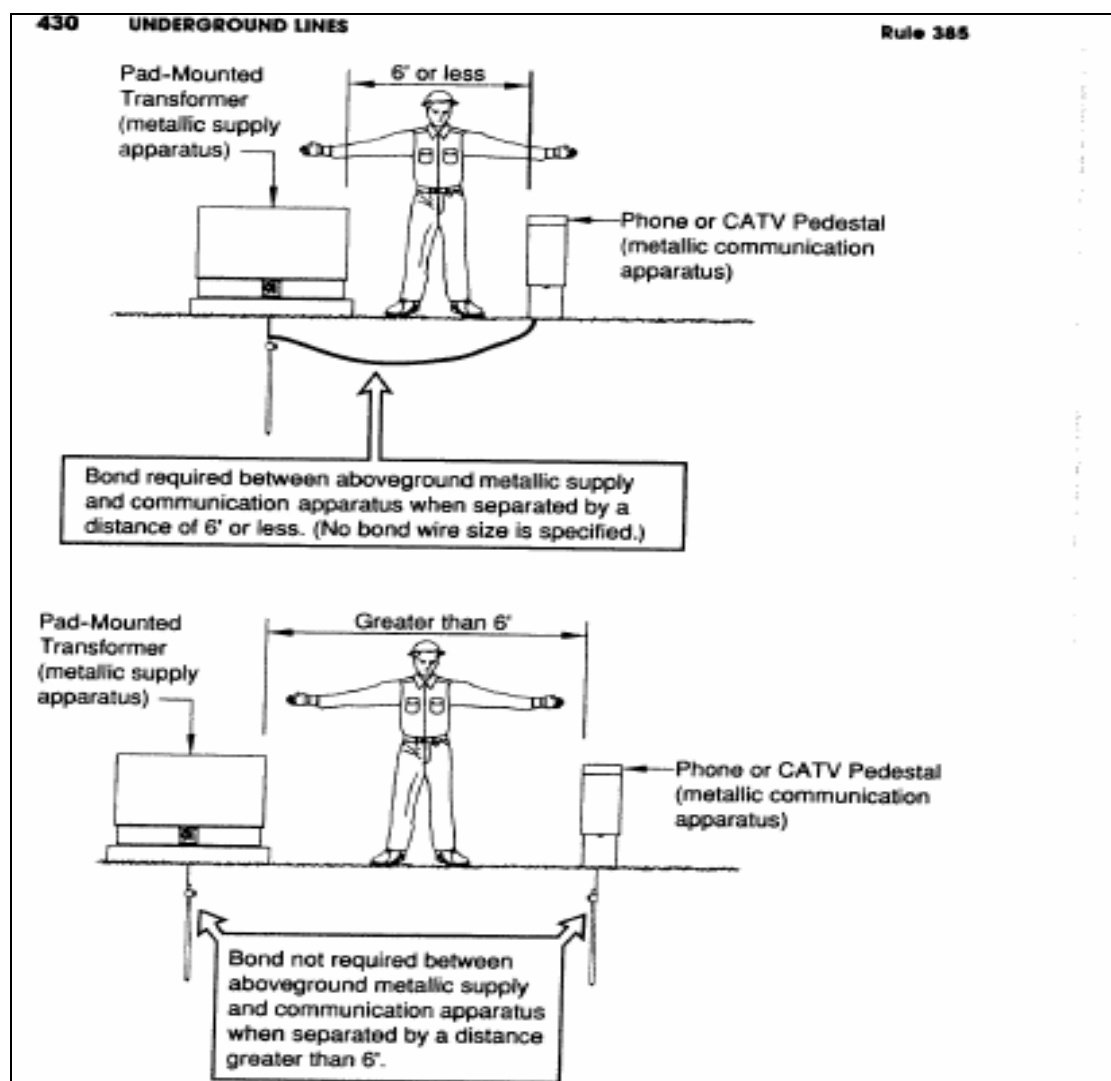 430 UNDERGROUND LINES
Rule 385
Pad-Mounted
Transformer
(metallic supply
apparatus)
6' or less
Phone or CATV Pedestal
(metallic communication
apparatus)
Bond required between aboveground metallic supply
and communication apparatus when separated by a
distance of 6' or less. (No bond wire size is specified.)
Pad-Mounted
Transformer
(metallic supply
apparatus)
Greater than 6'
Phone or CATV Pedestal
(metallic communication
apparatus)
Bond not required between
aboveground metallic supply
and communication apparatus
when separated by a distance
greater than 6'.